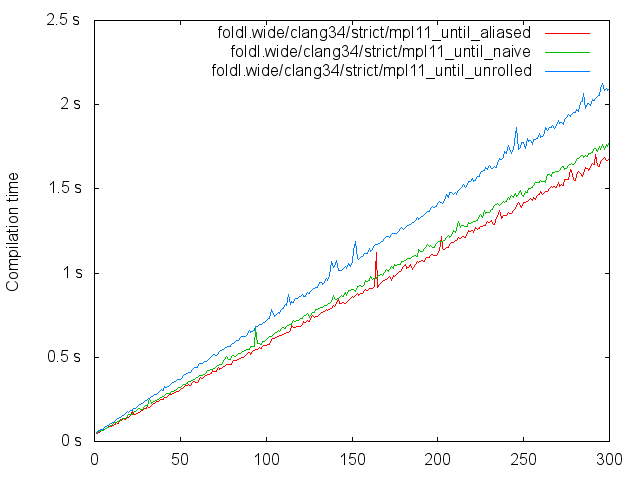 2.5 s
foldl.wide/clang34/strict/mpl11_until_aliased
foldl.wide/clang34/strict/mpl11_until_naive
foldl.wide/clang34/strict/mpl11_until_unrolled
2 s
1.5 s
Compilation time
1 s
0.5 s
0 s
0 50 100 150 200 250 300